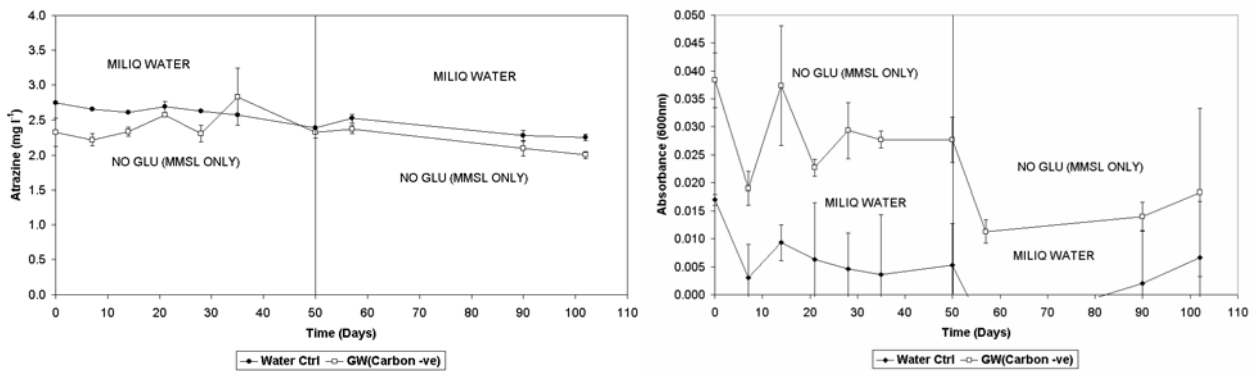 4.0
3.5
3.0
2.5
2.0
1.5
1.0
0.5
0.0
Atrazine (mg l⁻¹)
MILIQ WATER
MILIQ WATER
NO GLU (MMSL ONLY)
NO GLU (MMSL ONLY)
0 10 20 30 40 50 60 70 80 90 100 110
Time (Days)
Water Ctrl GW(Carbon -ve)
0.050
0.045
0.040
0.035
0.030
0.025
0.020
0.015
0.010
0.005
0.000
Absorbance (600nm)
NO GLU (MMSL ONLY)
NO GLU (MMSL ONLY)
MILIQ WATER
MILIQ WATER
0 10 20 30 40 50 60 70 80 90 100 110
Time (Days)
Water Ctrl GW(Carbon -ve)